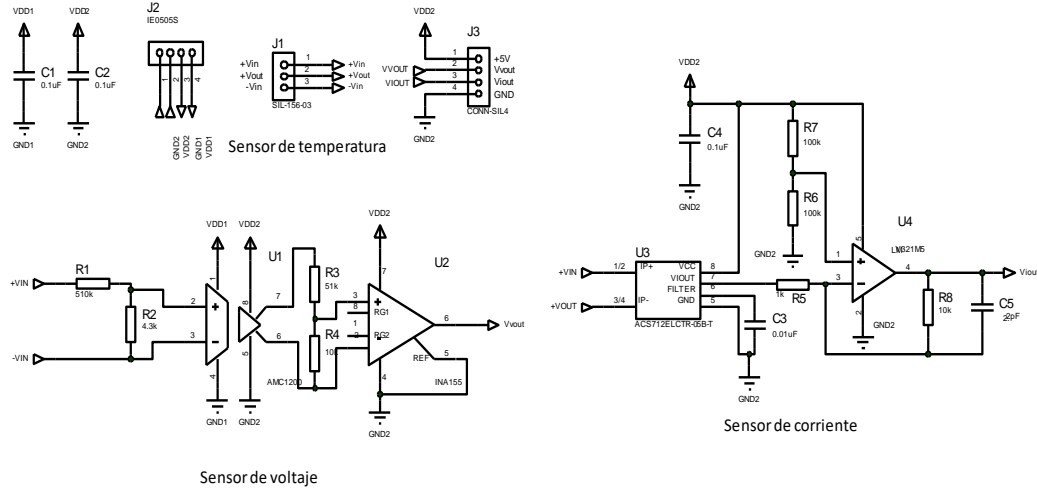 VDD1
VDD2
J2
IE0505S
C1
0.1uF
C2
0.1uF
GND1
GND2
1
2
3
4
GND2
VDD2
GND1
VDD1
J1
+Vin
+Vout
-Vin
1
2
3
+Vin
+Vout
-Vin
SIL-156-03
VDD2
J3
VVOUT
VIOUT
1
2
3
4
+5V
Vvout
Viout
GND
CONN-SIL4
GND2
Sensor de temperatura
+VIN
-VIN
R1
510k
R2
4.3k
VDD1
VDD2
U1
1
2
3
4
8
7
6
5
GND1
GND2
AMC1200
R3
51k
R4
10k
VDD2
U2
7
3
8
1
2
RG1
RG2
6
REF
5
4
INA155
GND2
Vvout
Sensor de voltaje
VDD2
C4
0.1uF
GND2
R7
100k
R6
100k
GND2
U3
+VIN
+VOUT
1/2
3/4
IP+
IP-
VCC
VIOUT
FILTER
GND
8
7
6
5
ACS712ELCTR-05B-T
1k
R5
C3
0.01uF
GND2
U4
1
3
5
4
2
GND2
R8
10k
C5
Viout
Sensor de corriente